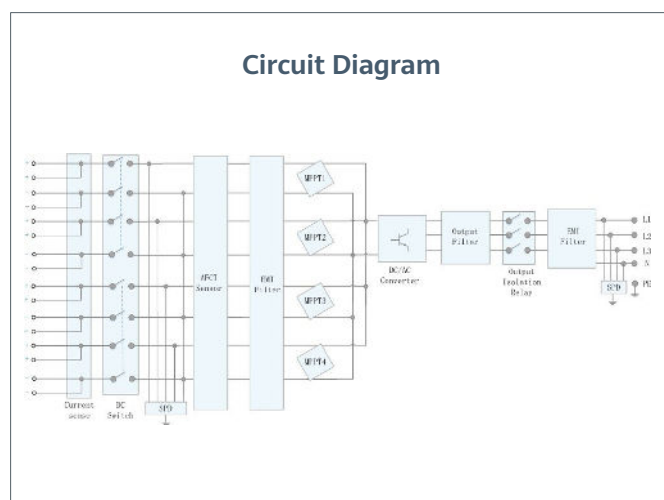 Circuit Diagram
MPPT1
MPPT2
MPPT3
MPPT4
AFCI
Sensor
EMI
Filter
DC/AC
Converter
Output
Filter
Output
Isolation
Relay
EMI
Filter
L1
L2
L3
N
PE
SPD
Current
sensor
DC
Switch
SPD